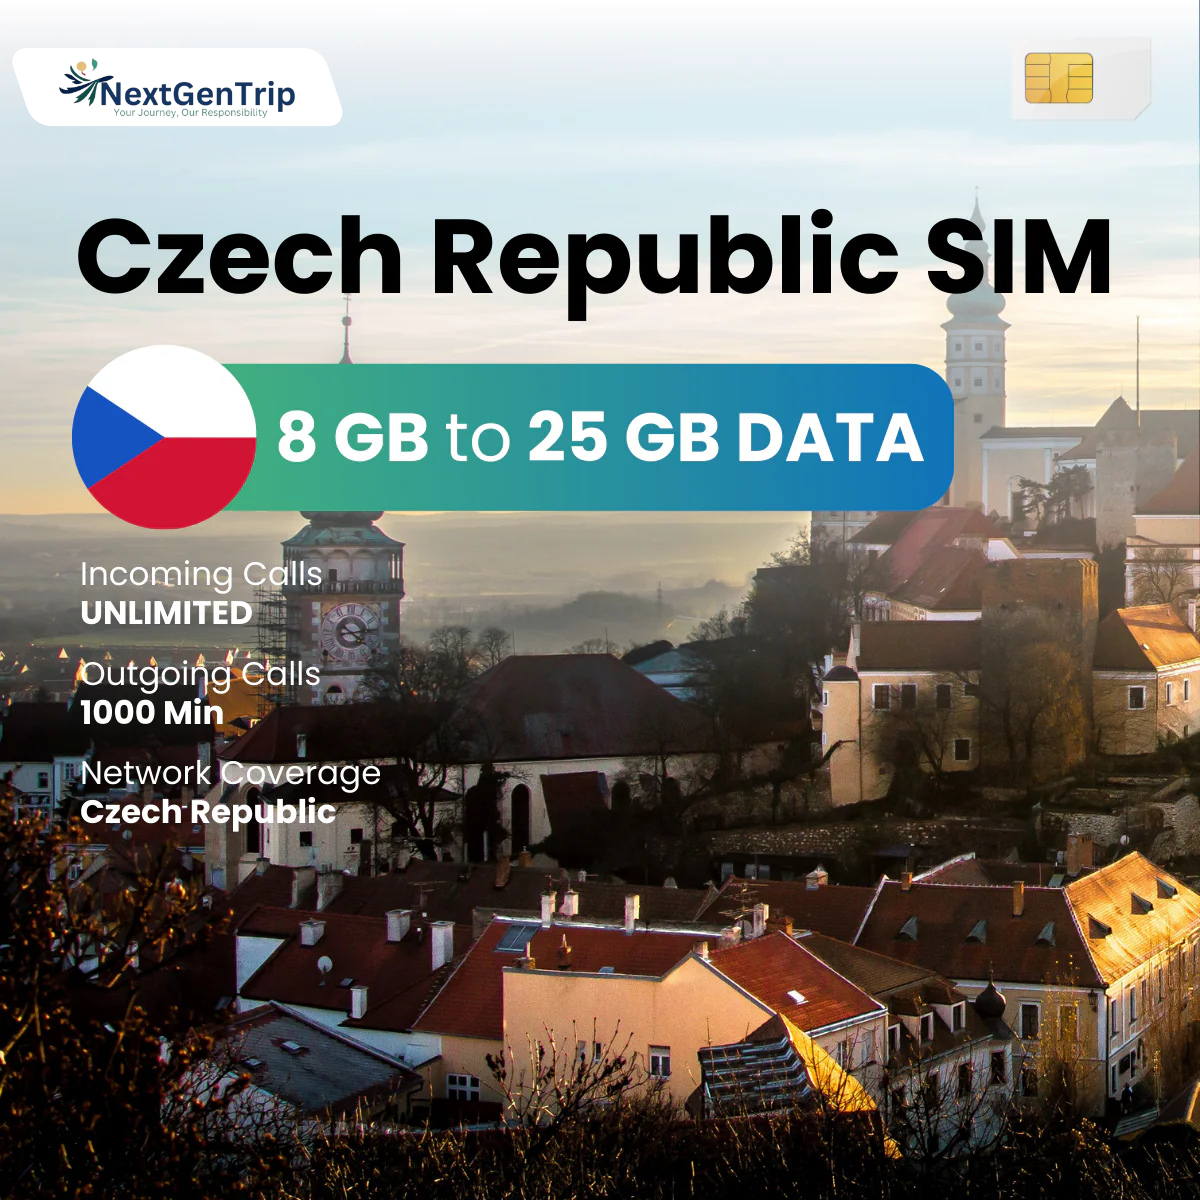 NextGenTrip
Your Journey, Our Responsibility
Czech Republic SIM
8 GB to 25 GB DATA
Incoming Calls
UNLIMITED
Outgoing Calls
1000 Min
Network Coverage
Czech Republic